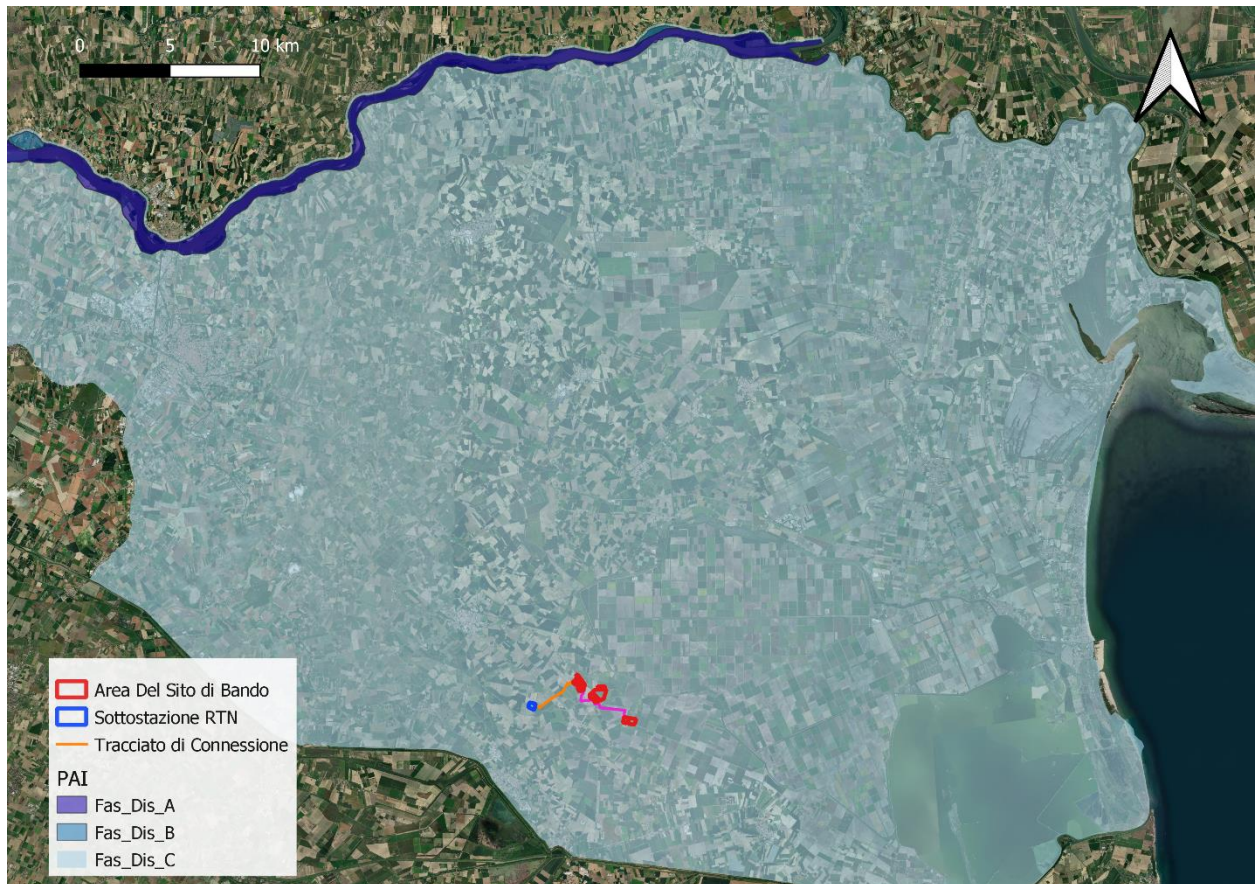 0 5 10 km
Area Del Sito di Bando
Sottostazione RTN
Tracciato di Connessione
PAI
Fas_Dis_A
Fas_Dis_B
Fas_Dis_C